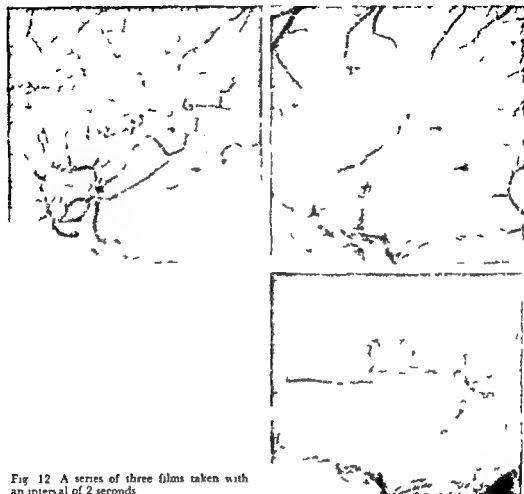 Fig 12 A series of three films taken with
an interval of 2 seconds